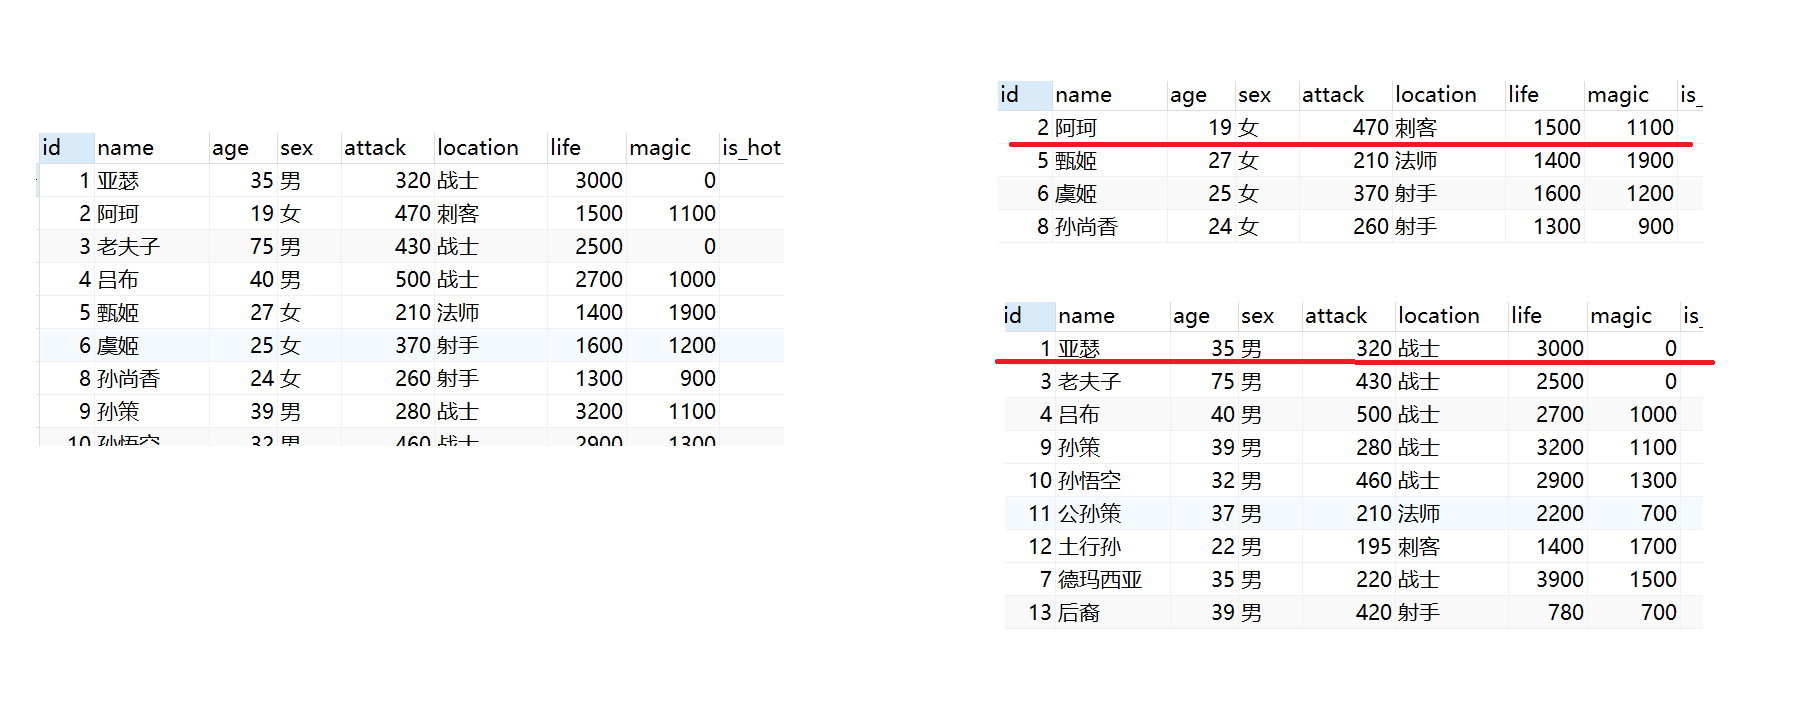 id name age sex attack location life magic is_hot
1 亚瑟 35 男 320 战士 3000 0
2 阿珂 19 女 470 刺客 1500 1100
3 老夫子 75 男 430 战士 2500 0
4 吕布 40 男 500 战士 2700 1000
5 甄姬 27 女 210 法师 1400 1900
6 虞姬 25 女 370 射手 1600 1200
8 孙尚香 24 女 260 射手 1300 900
9 孙策 39 男 280 战士 3200 1100
10 孙悟空 32 男 460 战士 2900 1300
id name age sex attack location life magic is_
2 阿珂 19 女 470 刺客 1500 1100
5 甄姬 27 女 210 法师 1400 1900
6 虞姬 25 女 370 射手 1600 1200
8 孙尚香 24 女 260 射手 1300 900
id name age sex attack location life magic is_
1 亚瑟 35 男 320 战士 3000 0
3 老夫子 75 男 430 战士 2500 0
4 吕布 40 男 500 战士 2700 1000
9 孙策 39 男 280 战士 3200 1100
10 孙悟空 32 男 460 战士 2900 1300
11 公孙策 37 男 210 法师 2200 700
12 土行孙 22 男 195 刺客 1400 1700
7 德玛西亚 35 男 220 战士 3900 1500
13 后裔 39 男 420 射手 780 700